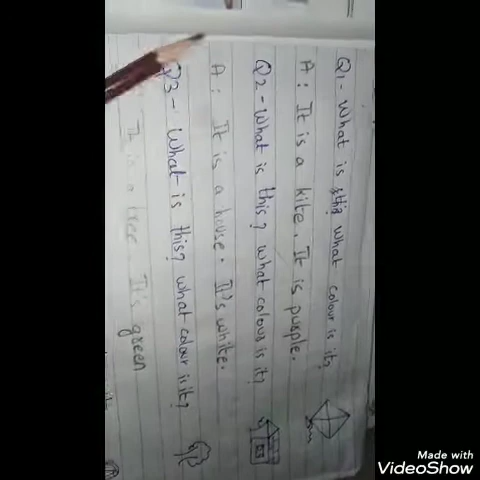 Q1- What is this what colour is it?
A: It is a kite. It is purple.
Q2- What is this? what colour is it?
A: It is a house. It's white.
Q3- What is this? what colour is it?
It is a tree. It's green
Made with
VideoShow